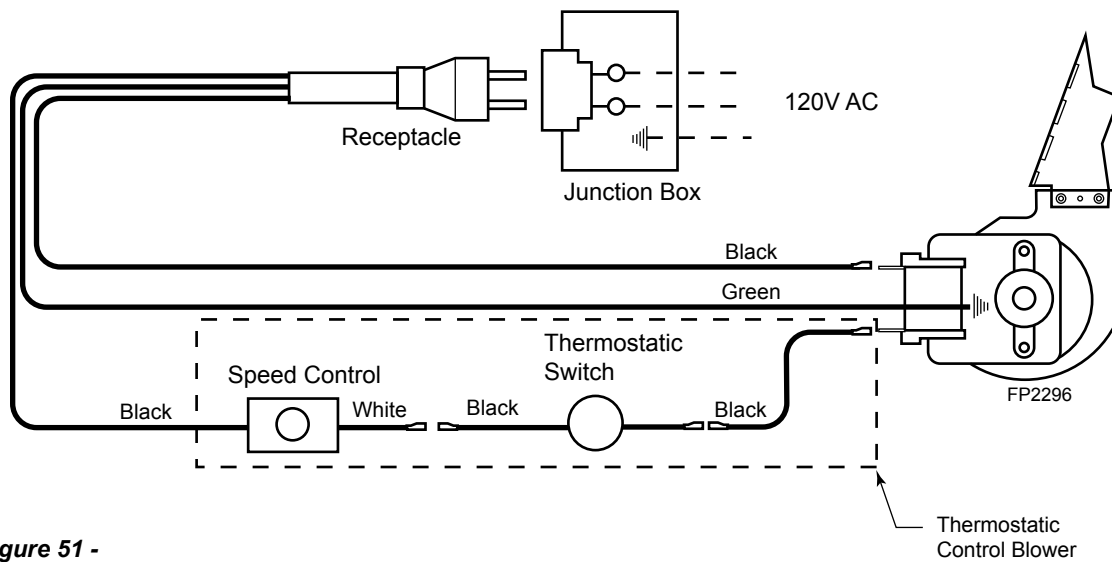 120V AC
Receptacle
Junction Box
Black
Green
Thermostatic
Switch
Speed Control
FP2296
Black
White
Black
Black
Thermostatic
Control Blower
gure 51 -